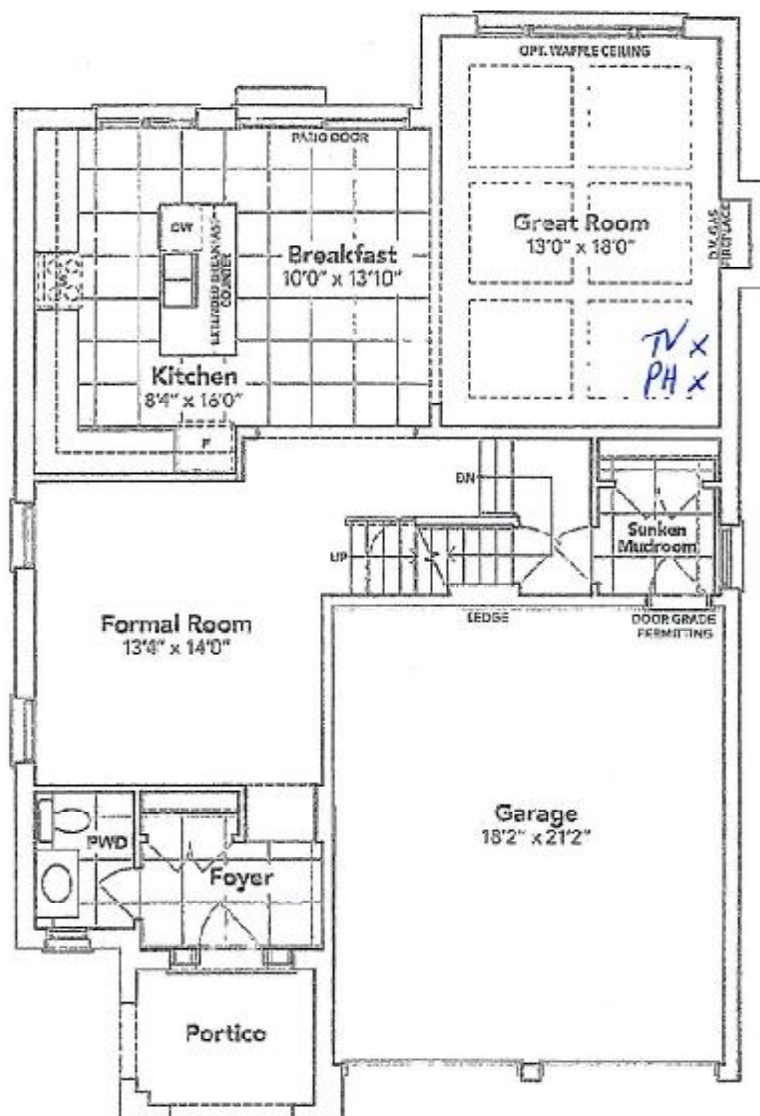 OPT. WAFFLE CEILING
PATIO DOOR
Great Room
13'0" x 18'0"
D.V. GAS
FIREPLACE
DW
EXTENDED BREAKFAST
COUNTER
Breakfast
10'0" x 13'10"
TV x
PH x
Kitchen
8'4" x 16'0"
F
DN
UP
Sunken
Mudroom
LEDGE
DOOR GRADE
PERMITTING
Formal Room
13'4" x 14'0"
Garage
18'2" x 21'2"
PWD
Foyer
Portico